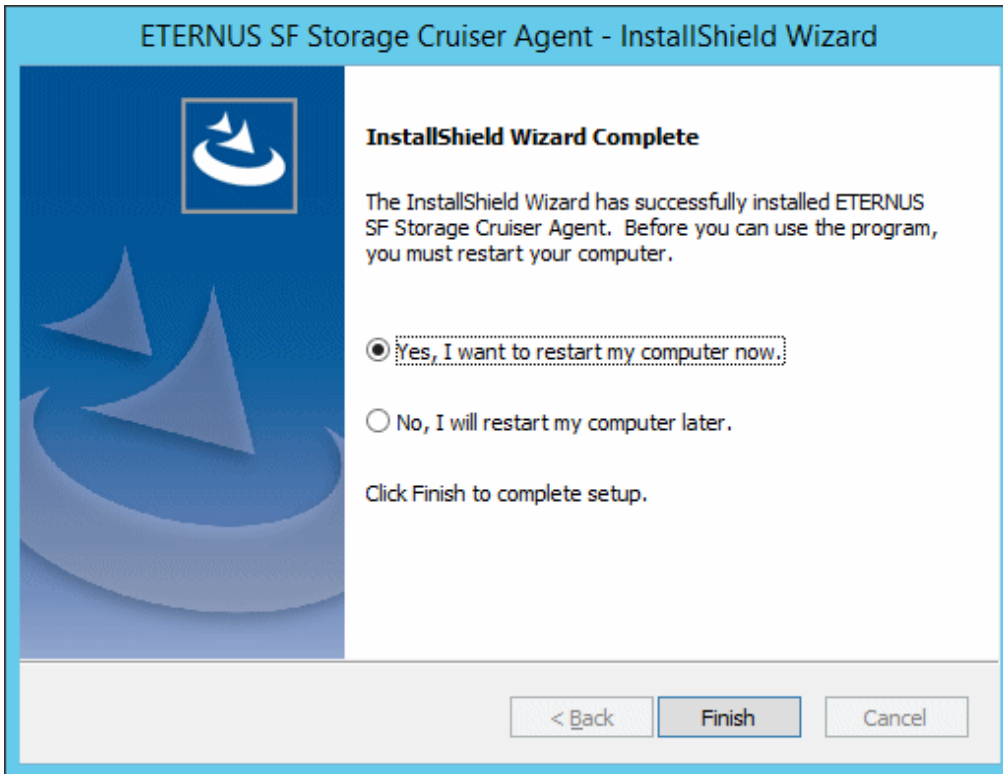 ETERNUS SF Storage Cruiser Agent - InstallShield Wizard
InstallShield Wizard Complete
The InstallShield Wizard has successfully installed ETERNUS
SF Storage Cruiser Agent.  Before you can use the program,
you must restart your computer.
Yes, I want to restart my computer now.
No, I will restart my computer later.
Click Finish to complete setup.
< Back
Finish
Cancel